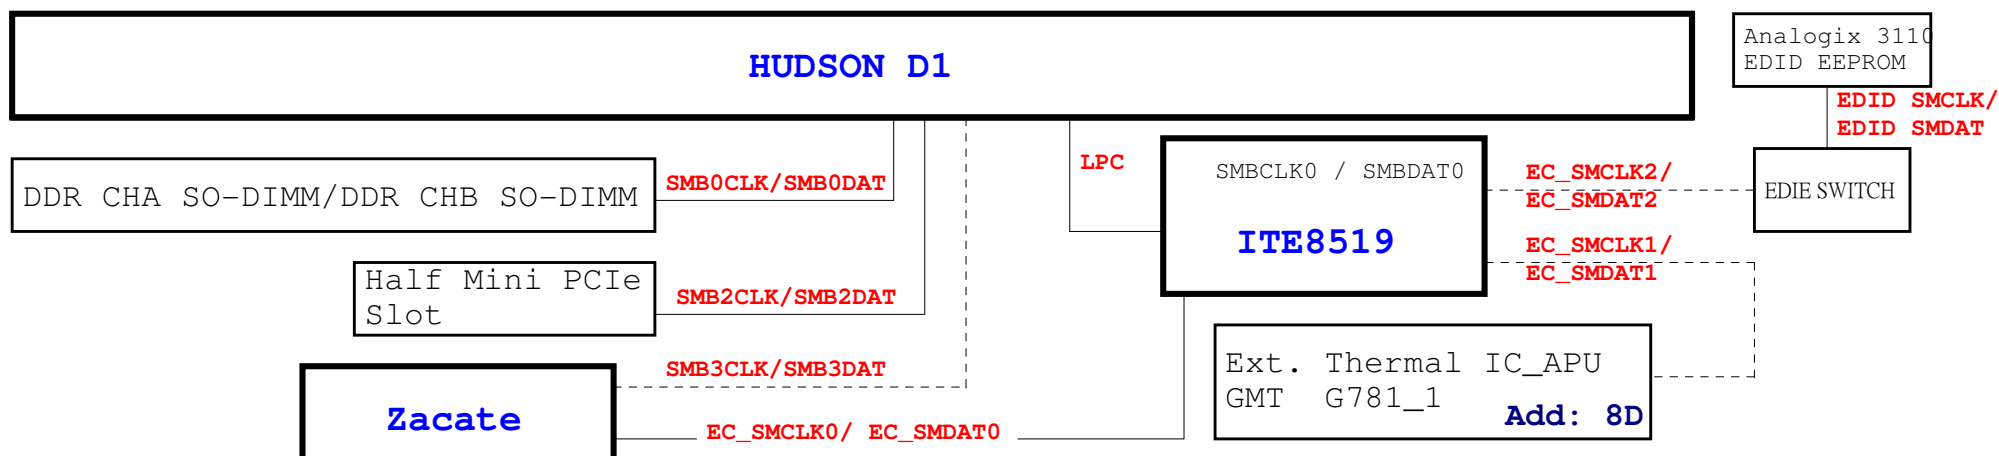 HUDSON D1
Analogix 3110
EDID EEPROM
EDID SMCLK/
EDID SMDAT
DDR CHA SO-DIMM/DDR CHB SO-DIMM
SMB0CLK/SMB0DAT
LPC
SMBCLK0 / SMBDAT0
ITE8519
EC_SMCLK2/
EC_SMDAT2
EDIE SWITCH
EC_SMCLK1/
EC_SMDAT1
Half Mini PCIe
Slot
SMB2CLK/SMB2DAT
SMB3CLK/SMB3DAT
Zacate
EC_SMCLK0/ EC_SMDAT0
Ext. Thermal IC_APU
GMT G781_1
Add: 8D